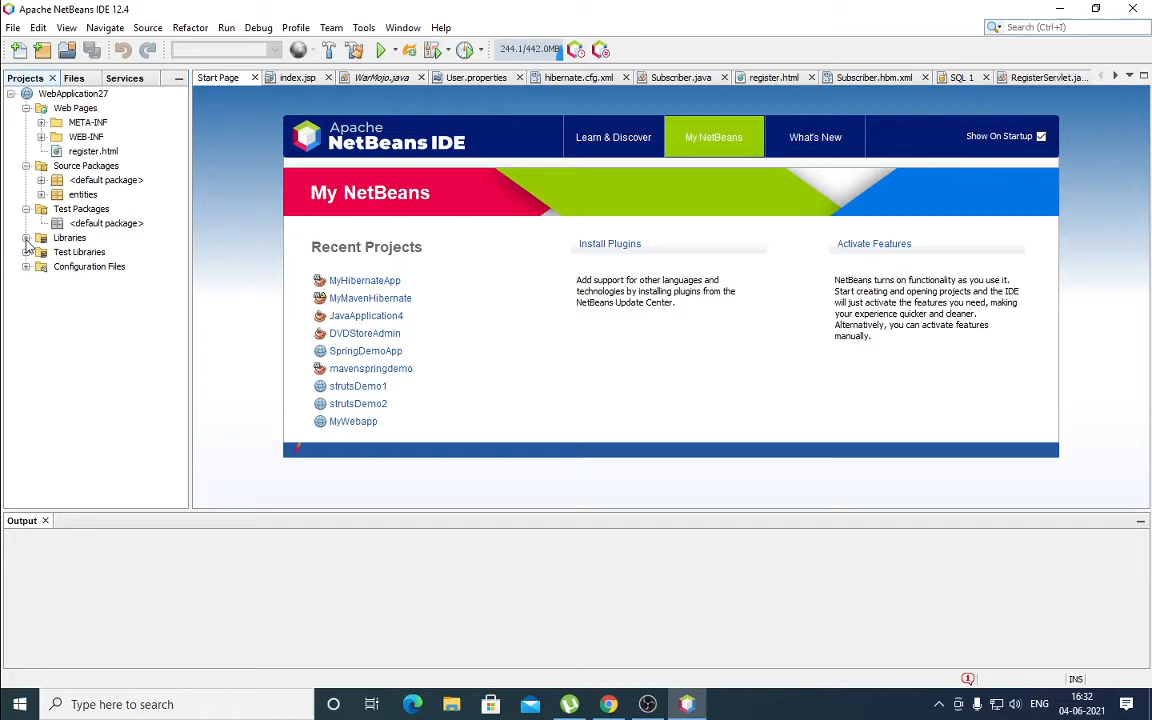 Apache NetBeans IDE 12.4
File Edit View Navigate Source Refactor Run Debug Profile Team Tools Window Help
Search (Ctrl+I)
244.1/442.0MB
Projects Files Services
Start Page index.jsp WarMojo.java User.properties hibernate.cfg.xml Subscriber.java register.html Subscriber.hbm.xml SQL 1 RegisterServlet.ja...
WebApplication27
Web Pages
META-INF
WEB-INF
register.html
Source Packages
<default package>
entities
Test Packages
<default package>
Libraries
Test Libraries
Configuration Files
Apache
NetBeans IDE
Learn & Discover
My NetBeans
What's New
Show On Startup
My NetBeans
Recent Projects
MyHibernateApp
MyMavenHibernate
JavaApplication4
DVDStoreAdmin
SpringDemoApp
mavenspringdemo
strutsDemo1
strutsDemo2
MyWebapp
Install Plugins
Add support for other languages and
technologies by installing plugins from the
NetBeans Update Center.
Activate Features
NetBeans turns on functionality as you use it.
Start creating and opening projects and the IDE
will just activate the features you need, making
your experience quicker and cleaner.
Alternatively, you can activate features
manually.
Output
1
INS
Type here to search
ENG
16:32
04-06-2021